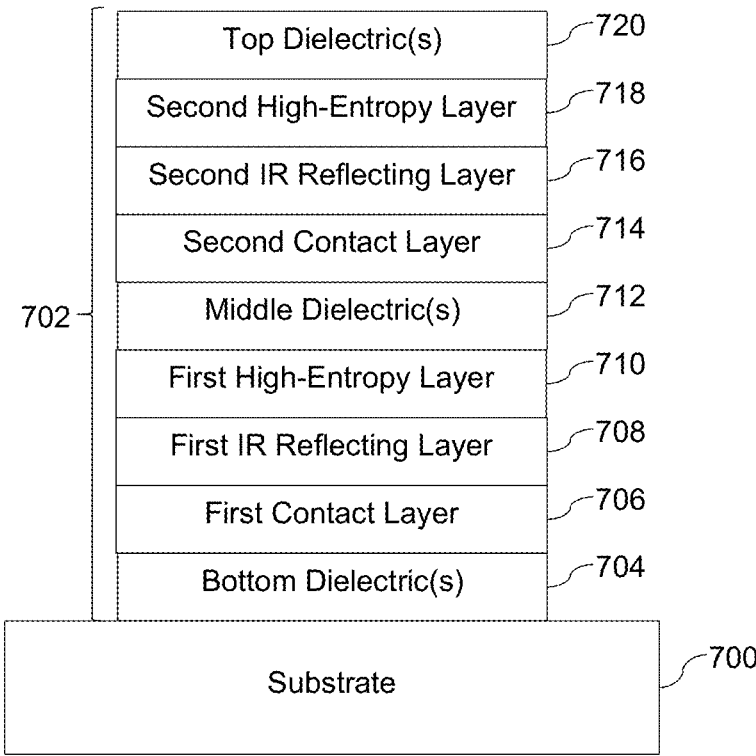 Top Dielectric(s) 720
Second High-Entropy Layer 718
Second IR Reflecting Layer 716
Second Contact Layer 714
702 Middle Dielectric(s) 712
First High-Entropy Layer 710
First IR Reflecting Layer 708
First Contact Layer 706
Bottom Dielectric(s) 704
Substrate 700